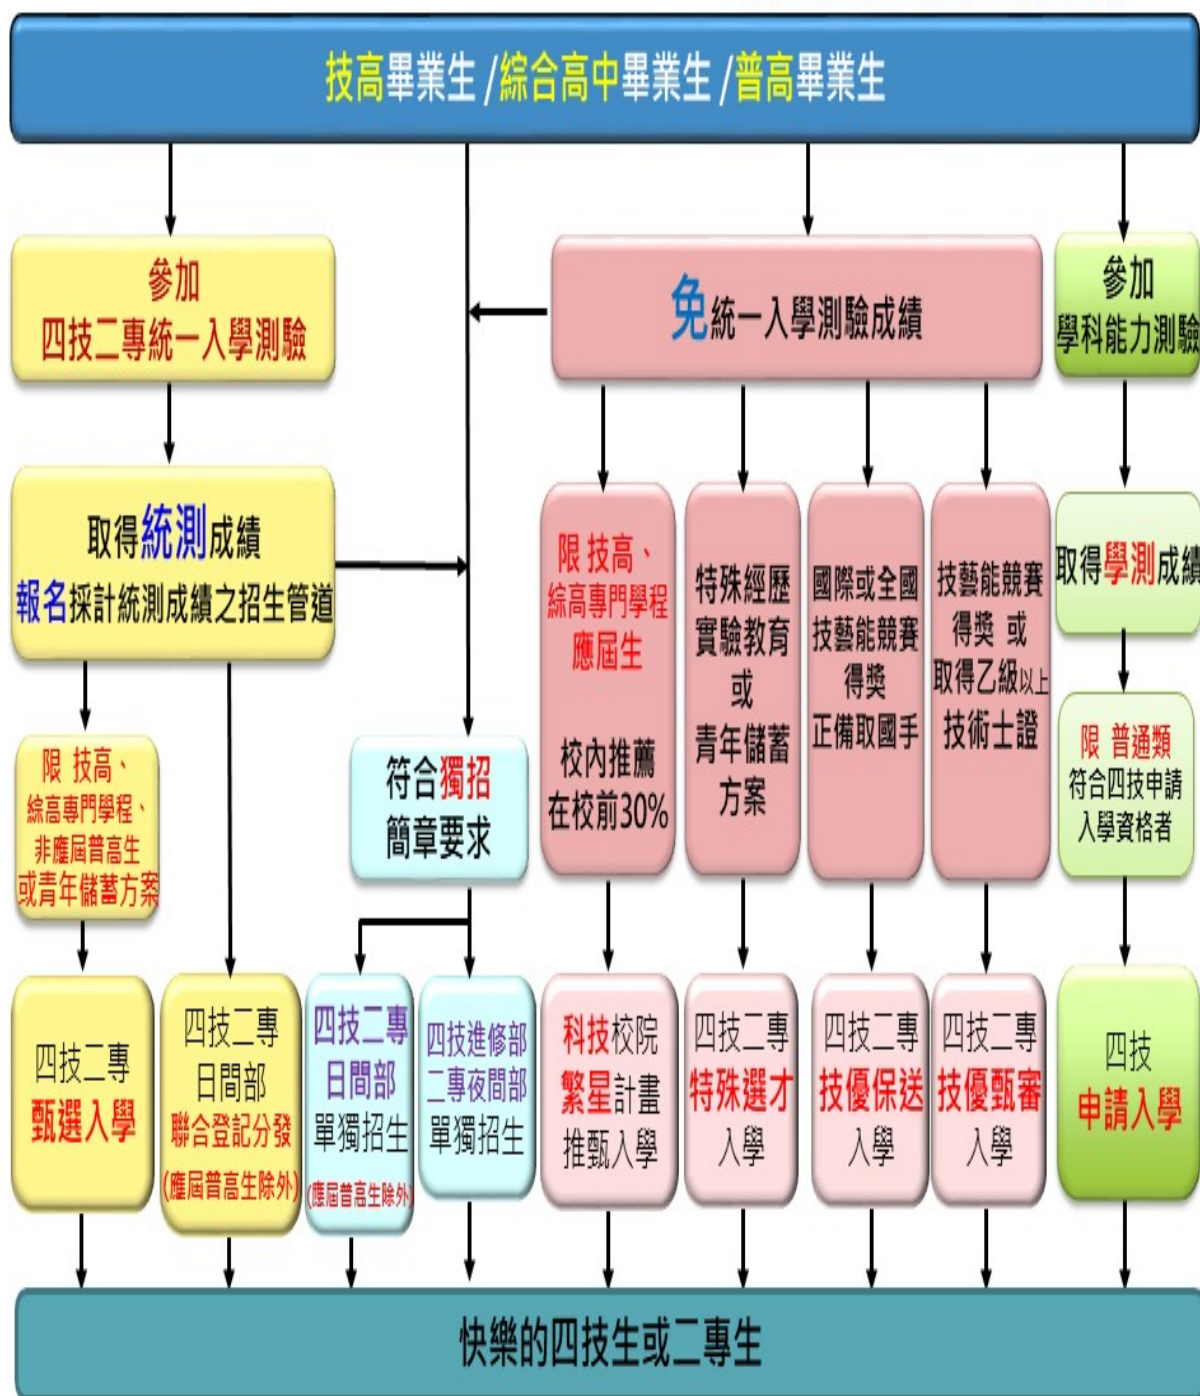 技高畢業生/綜合高中畢業生/普高畢業生
參加
四技二專統一入學測驗
免統一入學測驗成績
參加
學科能力測驗
取得統測成績
報名採計統測成績之招生管道
限 技高、
綜高專門學程
應屆生
校內推薦
在校前30%
特殊經歷
實驗教育
或
青年儲蓄
方案
國際或全國
技藝能競賽
得獎
正備取國手
技藝能競賽
得獎 或
取得乙級以上
技術士證
取得學測成績
限 技高、
綜高專門學程、
非應屆普高生
或青年儲蓄方案
符合獨招
簡章要求
限 普通類
符合四技申請
入學資格者
四技二專
甄選入學
四技二專
日間部
聯合登記分發
(應屆普高生除外)
四技二專
日間部
單獨招生
(應屆普高生除外)
四技進修部
二專夜間部
單獨招生
科技校院
繁星計畫
推甄入學
四技二專
特殊選才
入學
四技二專
技優保送
入學
四技二專
技優甄審
入學
四技
申請入學
快樂的四技生或二專生